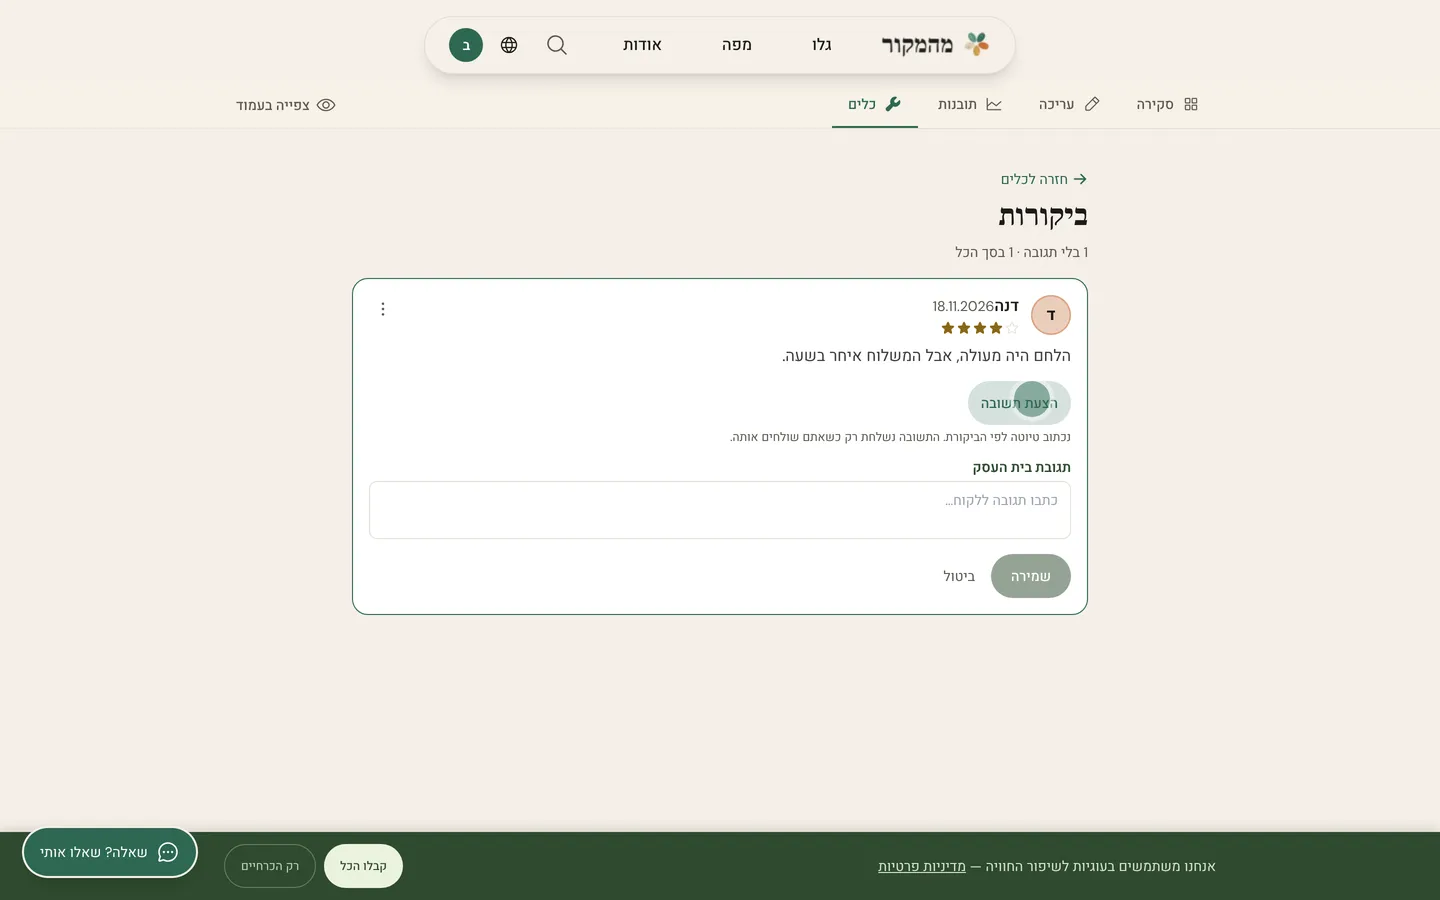 מהמקור
גלו
מפה
אודות
ב
סקירה
עריכה
תובנות
כלים
צפייה בעמוד
חזרה לכלים
ביקורות
1 בלי תגובה · 1 בסך הכל
ד
דנה18.11.2026
הלחם היה מעולה, אבל המשלוח איחר בשעה.
הצעת תשובה
נכתוב טיוטה לפי הביקורת. התשובה נשלחת רק כשאתם שולחים אותה.
תגובת בית העסק
כתבו תגובה ללקוח...
שמירה
ביטול
אנחנו משתמשים בעוגיות לשיפור החוויה — מדיניות פרטיות
קבלו הכל
רק הכרחיים
שאלה? שאלו אותי